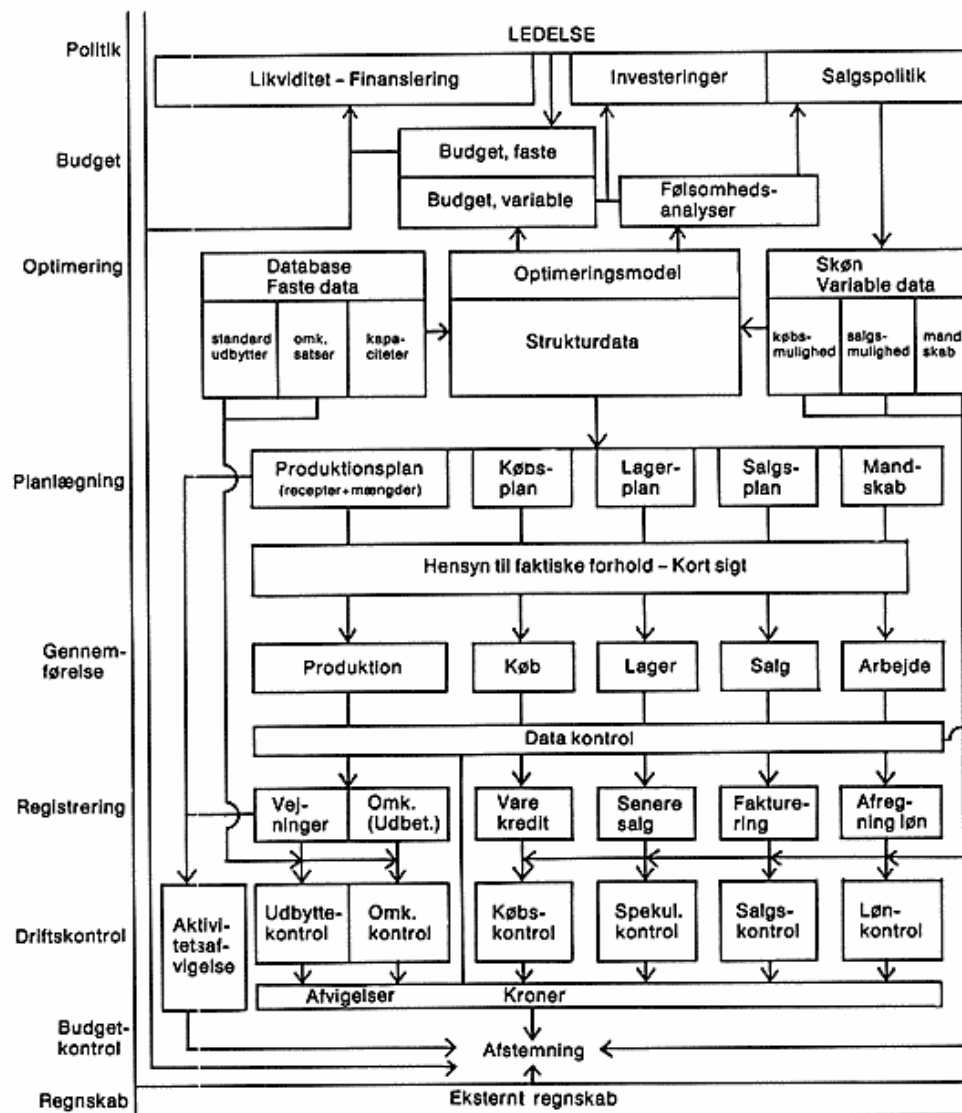 LEDELSE
Politik
Likviditet – Finansiering
Investeringer
Salgspolitik
Budget
Budget, faste
Budget, variable
Følsomheds-
analyser
Optimering
Database
Faste data
standard
udbytter
omk.
satser
kapa-
citeter
Optimeringsmodel
Strukturdata
Skøn
Variable data
købs-
mulighed
salgs-
mulighed
mand
skab
Planlægning
Produktionsplan
(recepter+mængder)
Købs-
plan
Lager-
plan
Salgs-
plan
Mand-
skab
Hensyn til faktiske forhold – Kort sigt
Gennem-
førelse
Produktion
Køb
Lager
Salg
Arbejde
Data kontrol
Registrering
Vej-
ninger
Omk.
(Udbet.)
Vare
kredit
Senere
salg
Fakture-
ring
Afregning løn
Driftskontrol
Aktivi-
tetsaf-
vigelse
Udbytte-
kontrol
Omk.
kontrol
Købs-
kontrol
Spekul.
kontrol
Salgs-
kontrol
Løn-
kontrol
Afvigelser
Kroner
Budget-
kontrol
Afstemning
Regnskab
Eksternt regnskab